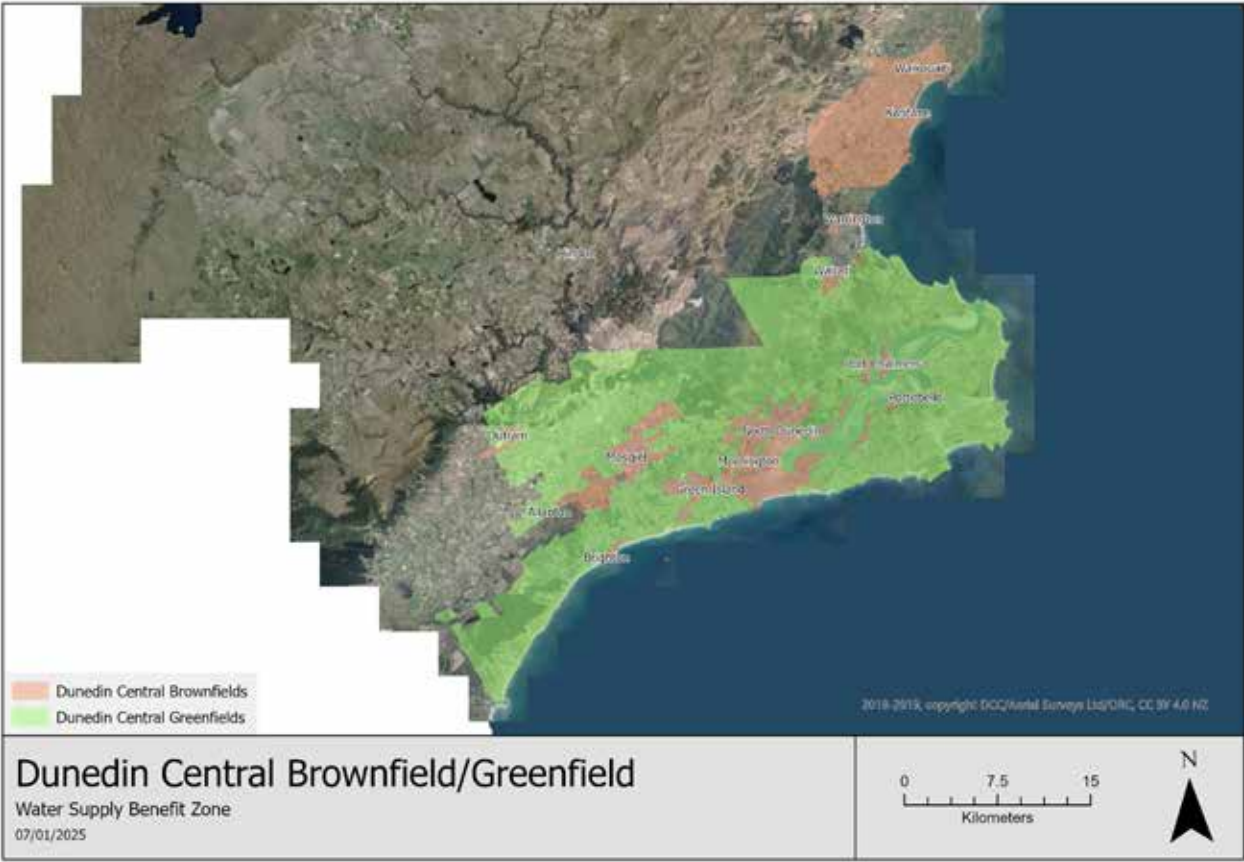 Waikouaiti
Karitane
Warrington
Waitati
Port Chalmers
Portobello
Outram
North Dunedin
Mosgiel
Mornington
Green Island
Allanton
Brighton
Dunedin Central Brownfields
Dunedin Central Greenfields
2018-2019, copyright DCC/Aerial Surveys Ltd/ORC, CC BY 4.0 NZ
Dunedin Central Brownfield/Greenfield
Water Supply Benefit Zone
07/01/2025
0 7.5 15
Kilometers
N